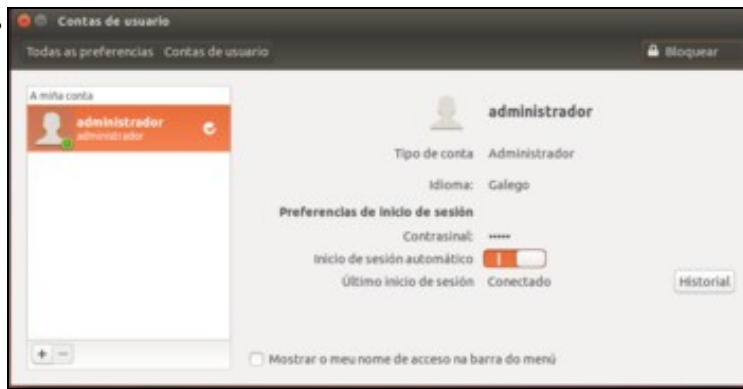 Contas de usuario
Todas as preferencias Contas de usuario
Bloquear
A miña conta
administrador
administrador
administrador
Tipo de conta Administrador
Idioma: Galego
Preferencias de inicio de sesión
Contrasinal: •••••
Inicio de sesión automático
Último inicio de sesión Conectado
Historial
Mostrar o meu nome de acceso na barra do menú